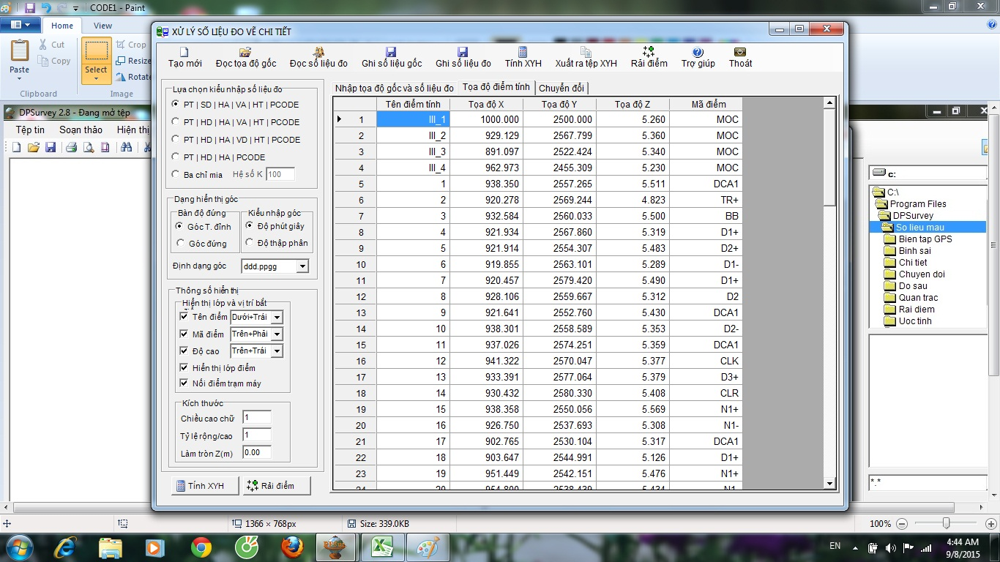 CODE1 - Paint
Home View
Paste
Cut
Copy
Select
Crop
Resize
Rotate
Clipboard
Image
DPSurvey 2.8 - Đang mở tệp
Tệp tin Soạn thảo Hiện thị
XỬ LÝ SỐ LIỆU ĐO VẼ CHI TIẾT
Tạo mới Đọc tọa độ gốc Đọc số liệu đo Ghi số liệu gốc Ghi số liệu đo Tính XYH Xuất ra tệp XYH Rải điểm Trợ giúp Thoát
Lựa chọn kiểu nhập số liệu đo
PT | SD | HA | VA | HT | PCODE
PT | HD | HA | VA | HT | PCODE
PT | HD | HA | VD | HT | PCODE
PT | HD | HA | PCODE
Ba chỉ mia Hệ số K 100
Dạng hiển thị góc
Bàn độ đứng
Góc T. đỉnh
Góc đứng
Kiểu nhập góc
Độ phút giây
Độ thập phân
Định dạng góc ddd.ppgg
Thông số hiển thị
Hiển thị lớp và vị trí bắt
Tên điểm Dưới+Trái
Mã điểm Trên+Phải
Độ cao Trên+Trái
Hiển thị lớp điểm
Nối điểm trạm máy
Kích thước
Chiều cao chữ 1
Tỷ lệ rộng/cao 1
Làm tròn Z(m) 0.00
Tính XYH Rải điểm
Nhập tọa độ gốc và số liệu đo Tọa độ điểm tính Chuyển đổi
Tên điểm tính Tọa độ X Tọa độ Y Tọa độ Z Mã điểm
1 III_1 1000.000 2500.000 5.260 MOC
2 III_2 929.129 2567.799 5.360 MOC
3 III_3 891.097 2522.424 5.340 MOC
4 III_4 962.973 2455.309 5.230 MOC
5 1 938.350 2557.265 5.511 DCA1
6 2 920.278 2569.244 4.823 TR+
7 3 932.584 2560.033 5.500 BB
8 4 921.934 2567.860 5.319 D1+
9 5 921.914 2554.307 5.483 D2+
10 6 919.855 2563.101 5.289 D1-
11 7 920.457 2579.420 5.490 D1+
12 8 928.106 2559.667 5.312 D2
13 9 921.641 2552.760 5.430 DCA1
14 10 938.301 2558.589 5.353 D2-
15 11 937.026 2574.251 5.359 DCA1
16 12 941.322 2570.047 5.377 CLK
17 13 933.391 2577.064 5.379 D3+
18 14 930.432 2580.330 5.408 CLR
19 15 938.358 2550.056 5.569 N1+
20 16 926.750 2537.693 5.308 N1-
21 17 902.765 2530.104 5.317 DCA1
22 18 903.647 2544.991 5.126 D1+
23 19 951.449 2542.151 5.476 N1+
24 20 954.800 2538.439 5.434 N1
c:
C:\
Program Files
DPSurvey
So lieu mau
Bien tap GPS
Binh sai
Chi tiet
Chuyen doi
Do sau
Quan trac
Rai diem
Uoc tinh
*.*
1366 × 768px Size: 339.0KB 100%
EN
4:44 AM
9/8/2015